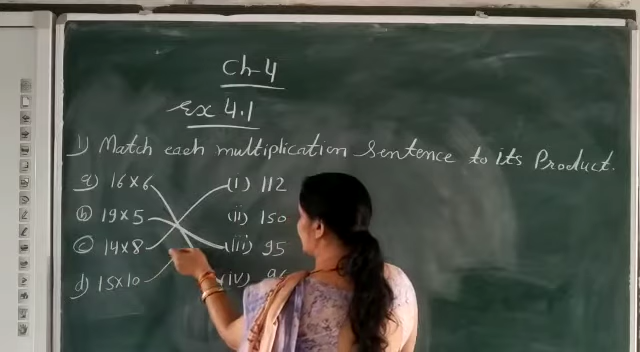 Ch-4
Ex 4.1
1) Match each multiplication Sentence to its Product.
a) 16×6 (i) 112
b) 19×5 (ii) 150
c) 14×8 (iii) 95
d) 15×10 (iv) 96